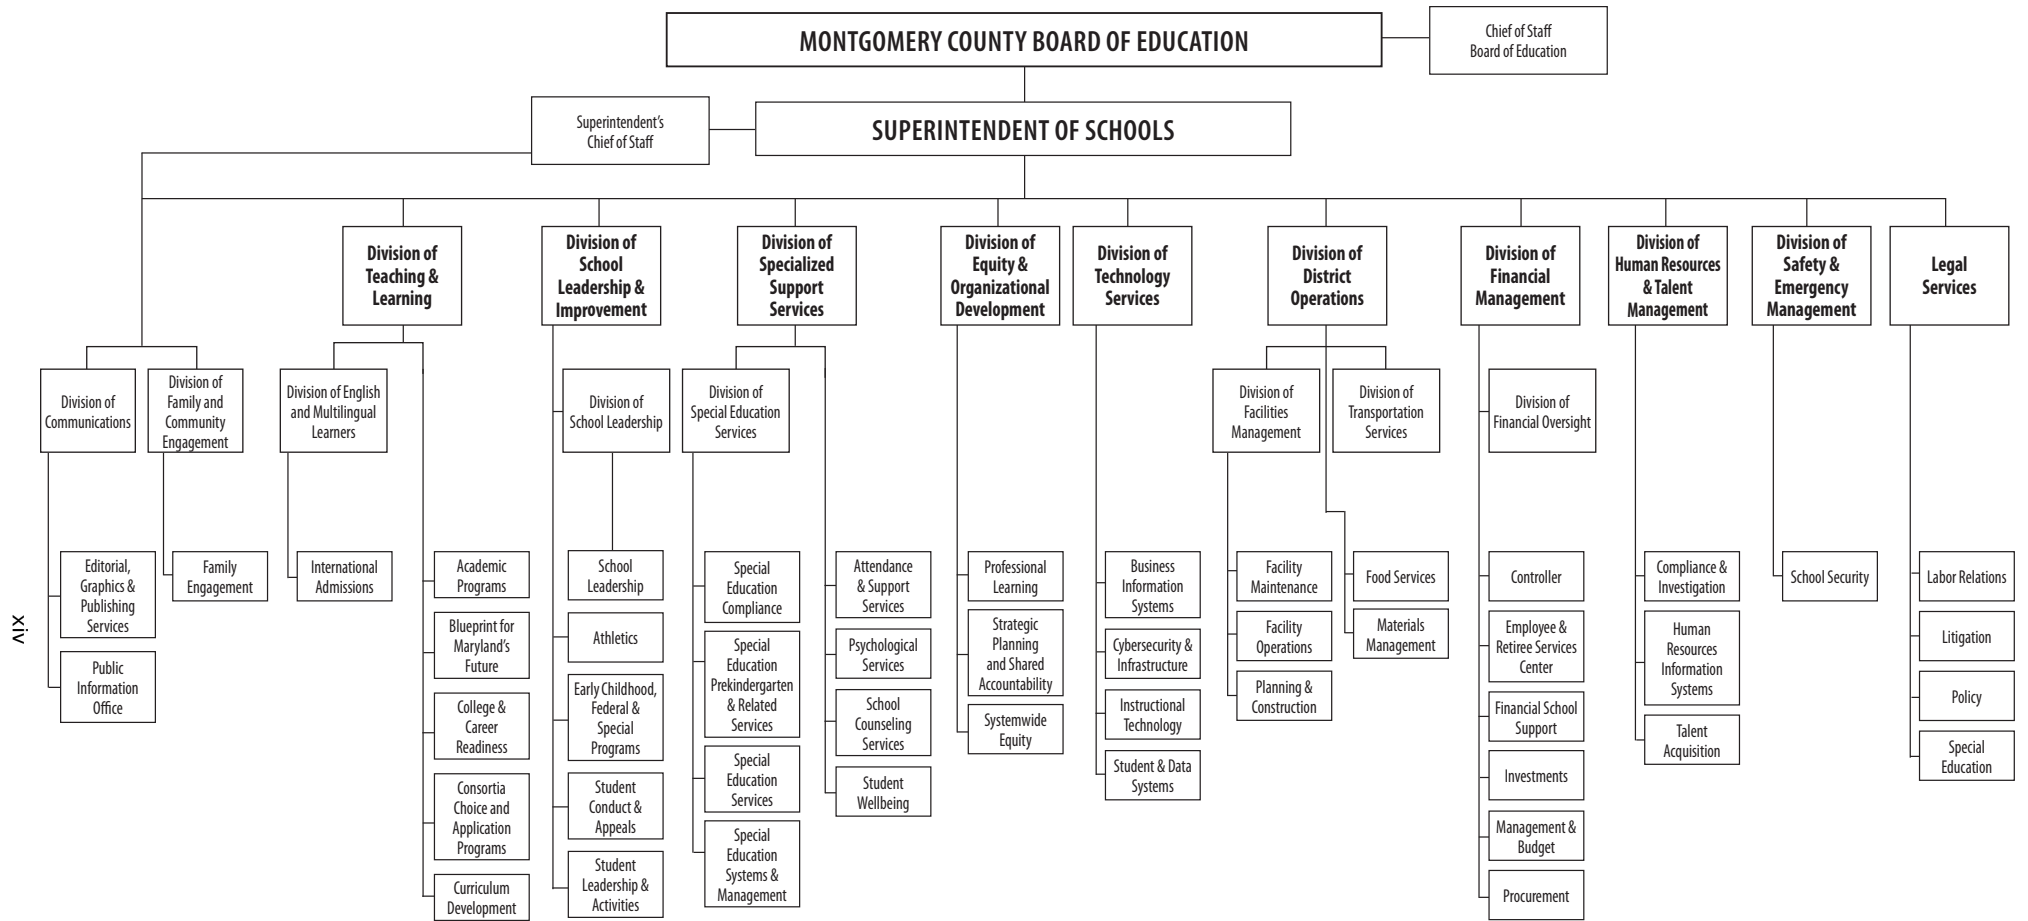 MONTGOMERY COUNTY BOARD OF EDUCATION
Chief of Staff
Board of Education
Superintendent's
Chief of Staff
SUPERINTENDENT OF SCHOOLS
Division of
Teaching &
Learning
Division of
School
Leadership &
Improvement
Division of
Specialized
Support
Services
Division of
Equity &
Organizational
Development
Division of
Technology
Services
Division of
District
Operations
Division of
Financial
Management
Division of
Human Resources
& Talent
Management
Division of
Safety &
Emergency
Management
Legal
Services
Division of
Communications
Division of
Family and
Community
Engagement
Division of English
and Multilingual
Learners
Division of
School Leadership
Division of
Special Education
Services
Division of
Facilities
Management
Division of
Transportation
Services
Division of
Financial Oversight
Editorial,
Graphics &
Publishing
Services
Public
Information
Office
Family
Engagement
International
Admissions
Academic
Programs
Blueprint for
Maryland's
Future
College &
Career
Readiness
Consortia
Choice and
Application
Programs
Curriculum
Development
School
Leadership
Athletics
Early Childhood,
Federal &
Special
Programs
Student
Conduct &
Appeals
Student
Leadership &
Activities
Special
Education
Compliance
Special
Education
Prekindergarten
& Related
Services
Special
Education
Services
Special
Education
Systems &
Management
Attendance
& Support
Services
Psychological
Services
School
Counseling
Services
Student
Wellbeing
Professional
Learning
Strategic
Planning
and Shared
Accountability
Systemwide
Equity
Business
Information
Systems
Cybersecurity &
Infrastructure
Instructional
Technology
Student & Data
Systems
Facility
Maintenance
Facility
Operations
Planning &
Construction
Food Services
Materials
Management
Controller
Employee &
Retiree Services
Center
Financial School
Support
Investments
Management &
Budget
Procurement
Compliance &
Investigation
Human
Resources
Information
Systems
Talent
Acquisition
School Security
Labor Relations
Litigation
Policy
Special
Education
xiv